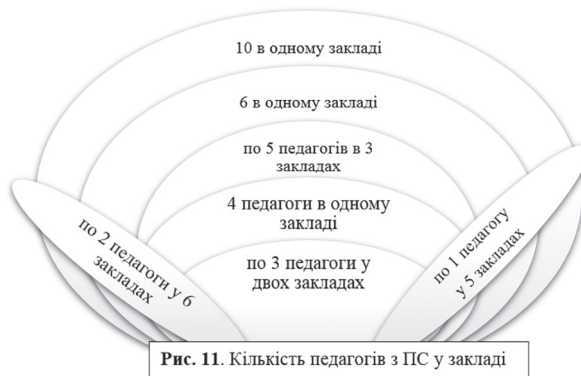 10 в одному закладі
6 в одному закладі
по 5 педагогів в 3
закладах
4 педагоги в одному
закладі
по 3 педагоги у
двох закладах
по 2 педагоги у 6
закладах
по 1 педагогу
у 5 закладах
Рис. 11. Кількість педагогів з ПС у закладі